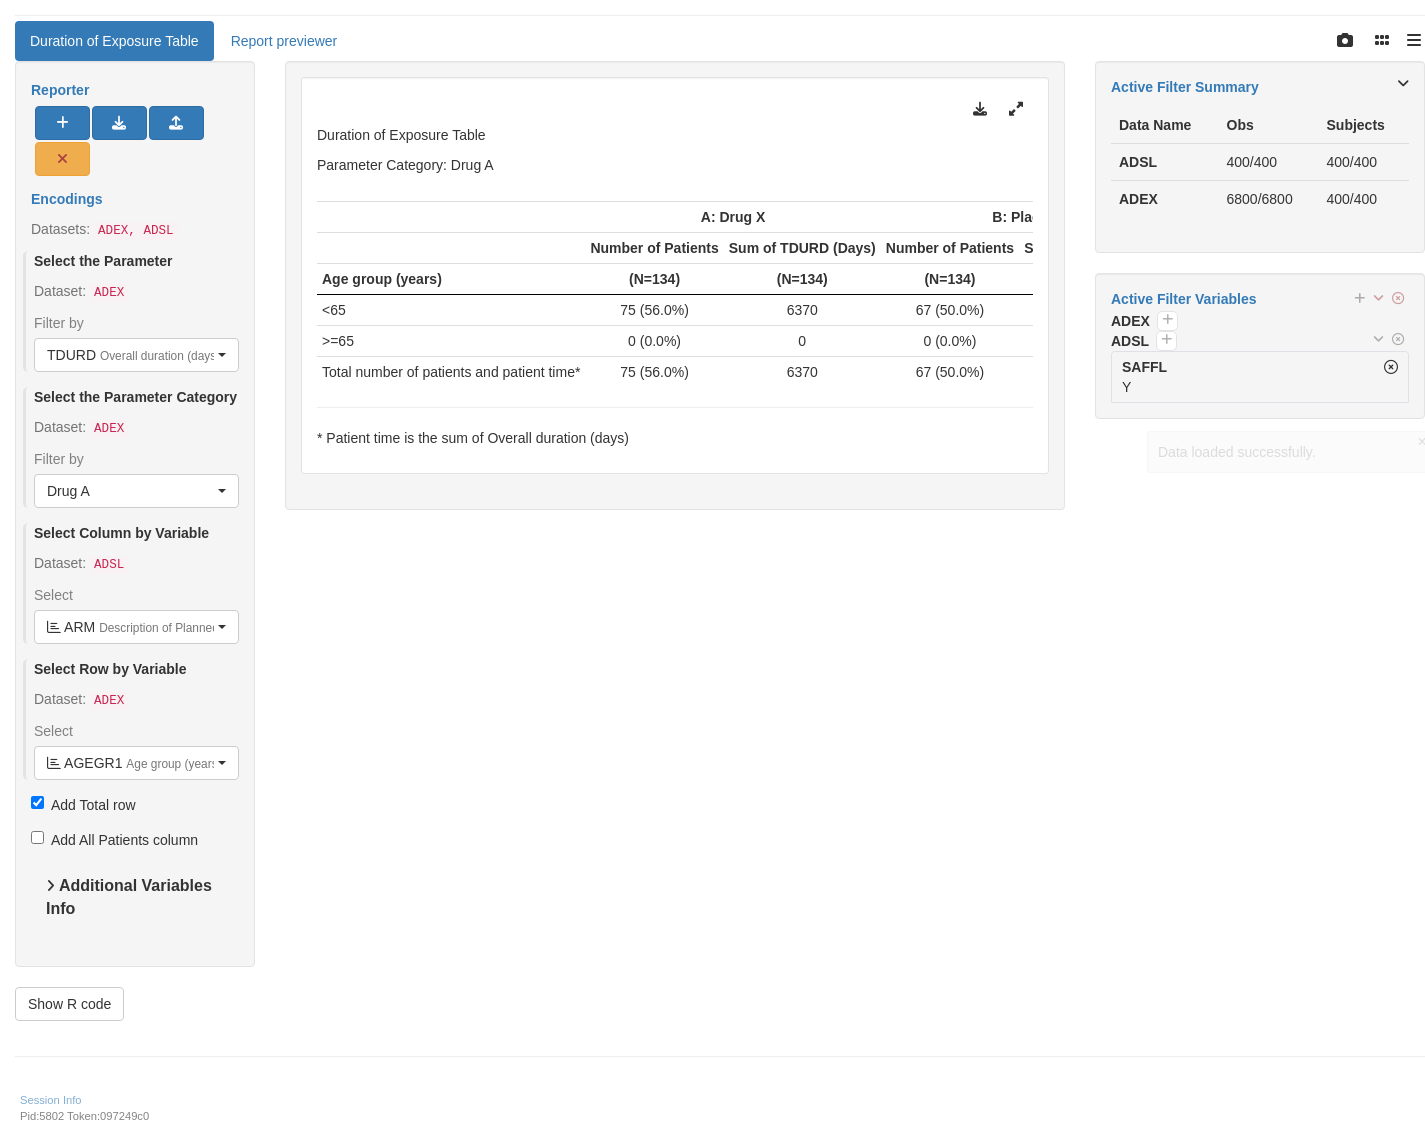 Duration of Exposure Table
Report previewer
Reporter
Encodings
Datasets: ADEX, ADSL
Select the Parameter
Dataset: ADEX
Filter by
TDURD Overall duration (days
Select the Parameter Category
Dataset: ADEX
Filter by
Drug A
Select Column by Variable
Dataset: ADSL
Select
ARM Description of Planned
Select Row by Variable
Dataset: ADEX
Select
AGEGR1 Age group (years
Add Total row
Add All Patients column
Additional Variables
Info
Show R code
Duration of Exposure Table
Parameter Category: Drug A
A: Drug X B: Pla
Number of Patients Sum of TDURD (Days) Number of Patients S
Age group (years) (N=134) (N=134) (N=134)
<65 75 (56.0%) 6370 67 (50.0%)
>=65 0 (0.0%) 0 0 (0.0%)
Total number of patients and patient time* 75 (56.0%) 6370 67 (50.0%)
* Patient time is the sum of Overall duration (days)
Active Filter Summary
Data Name Obs Subjects
ADSL 400/400 400/400
ADEX 6800/6800 400/400
Active Filter Variables
ADEX
ADSL
SAFFL
Y
Data loaded successfully.
Session Info
Pid:5802 Token:097249c0